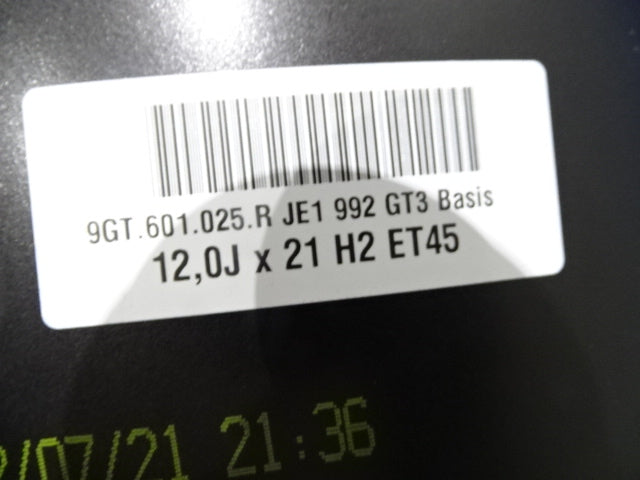 9GT.601.025.R JE1 992 GT3 Basis
12,0J x 21 H2 ET45
/07/21 21:36